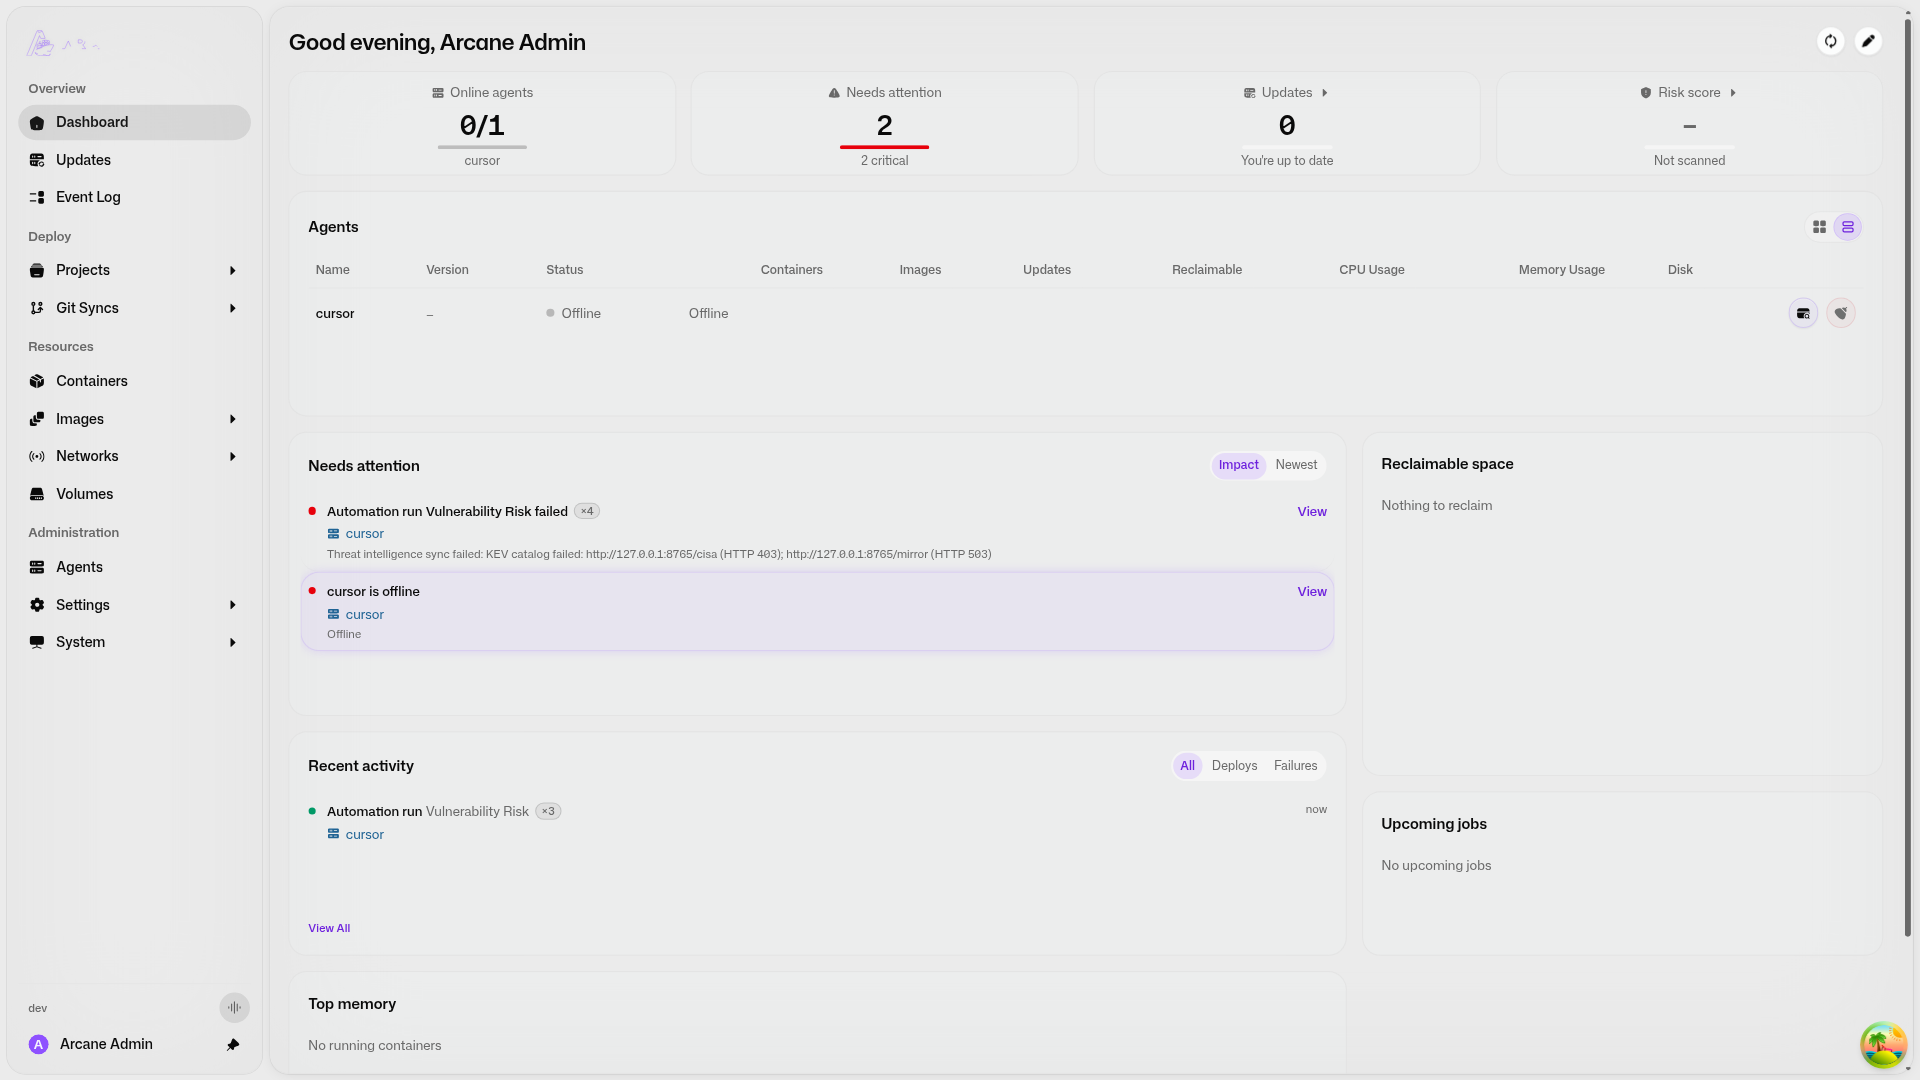 Good evening, Arcane Admin
Overview
Dashboard
Updates
Event Log
Deploy
Projects
Git Syncs
Resources
Containers
Images
Networks
Volumes
Administration
Agents
Settings
System
dev
A Arcane Admin
Online agents
0/1
cursor
Needs attention
2
2 critical
Updates
0
You're up to date
Risk score
–
Not scanned
Agents
Name Version Status Containers Images Updates Reclaimable CPU Usage Memory Usage Disk
cursor – Offline Offline
Needs attention
Impact Newest
Automation run Vulnerability Risk failed ×4 View
cursor
Threat intelligence sync failed: KEV catalog failed: http://127.0.0.1:8765/cisa (HTTP 403); http://127.0.0.1:8765/mirror (HTTP 503)
cursor is offline View
cursor
Offline
Reclaimable space
Nothing to reclaim
Recent activity
All Deploys Failures
Automation run Vulnerability Risk ×3 now
cursor
View All
Upcoming jobs
No upcoming jobs
Top memory
No running containers